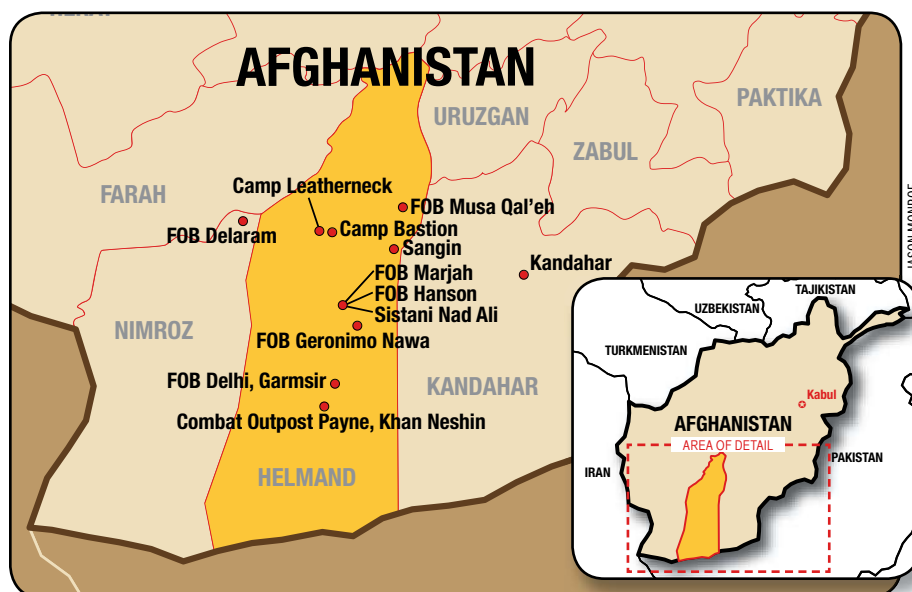 AFGHANISTAN
URUZGAN
PAKTIKA
ZABUL
FARAH
Camp Leatherneck
FOB Musa Qal'eh
FOB Delaram
Camp Bastion
Sangin
Kandahar
FOB Marjah
FOB Hanson
Sistani Nad Ali
NIMROZ
FOB Geronimo Nawa
FOB Delhi, Garmsir
KANDAHAR
Combat Outpost Payne, Khan Neshin
HELMAND
JASON MONROE
TAJIKISTAN
UZBEKISTAN
TURKMENISTAN
Kabul
AFGHANISTAN
AREA OF DETAIL
IRAN
PAKISTAN